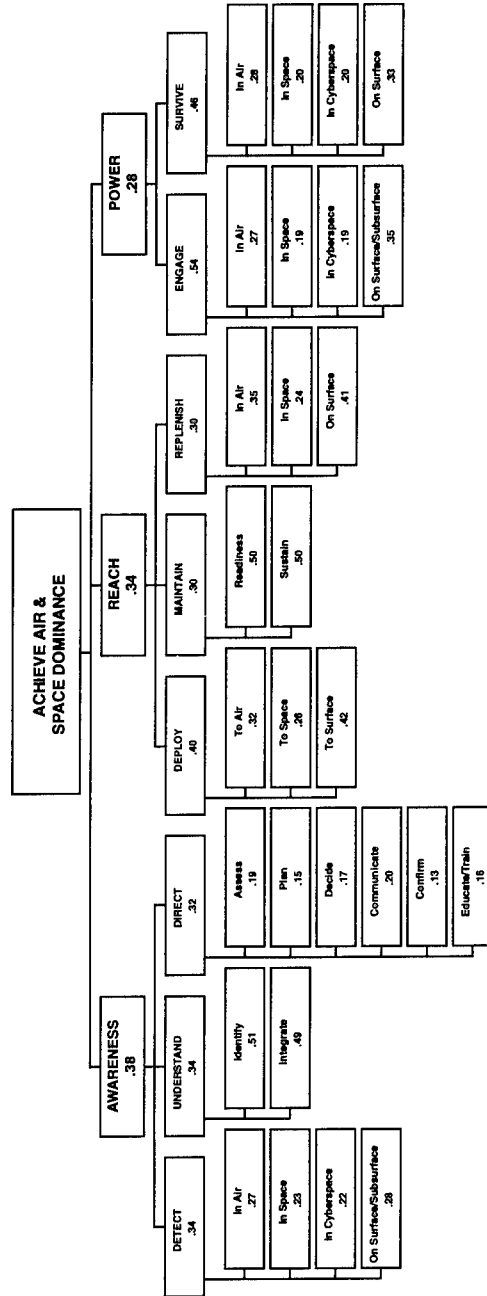 ACHIEVE AIR &
SPACE DOMINANCE
AWARENESS
.38
REACH
.34
POWER
.28
DETECT
.34
UNDERSTAND
.34
DIRECT
.32
DEPLOY
.40
MAINTAIN
.30
REPLENISH
.30
ENGAGE
.54
SURVIVE
.46
In Air
.27
In Space
.23
In Cyberspace
.22
On Surface/Subsurface
.28
Identify
.51
Integrate
.49
Assess
.19
Plan
.15
Decide
.17
Communicate
.20
Confirm
.13
Educate/Train
.16
To Air
.32
To Space
.26
To Surface
.42
Readiness
.50
Sustain
.50
In Air
.35
In Space
.24
On Surface
.41
In Air
.27
In Space
.19
In Cyberspace
.19
On Surface/Subsurface
.35
In Air
.28
In Space
.20
In Cyberspace
.20
On Surface
.33